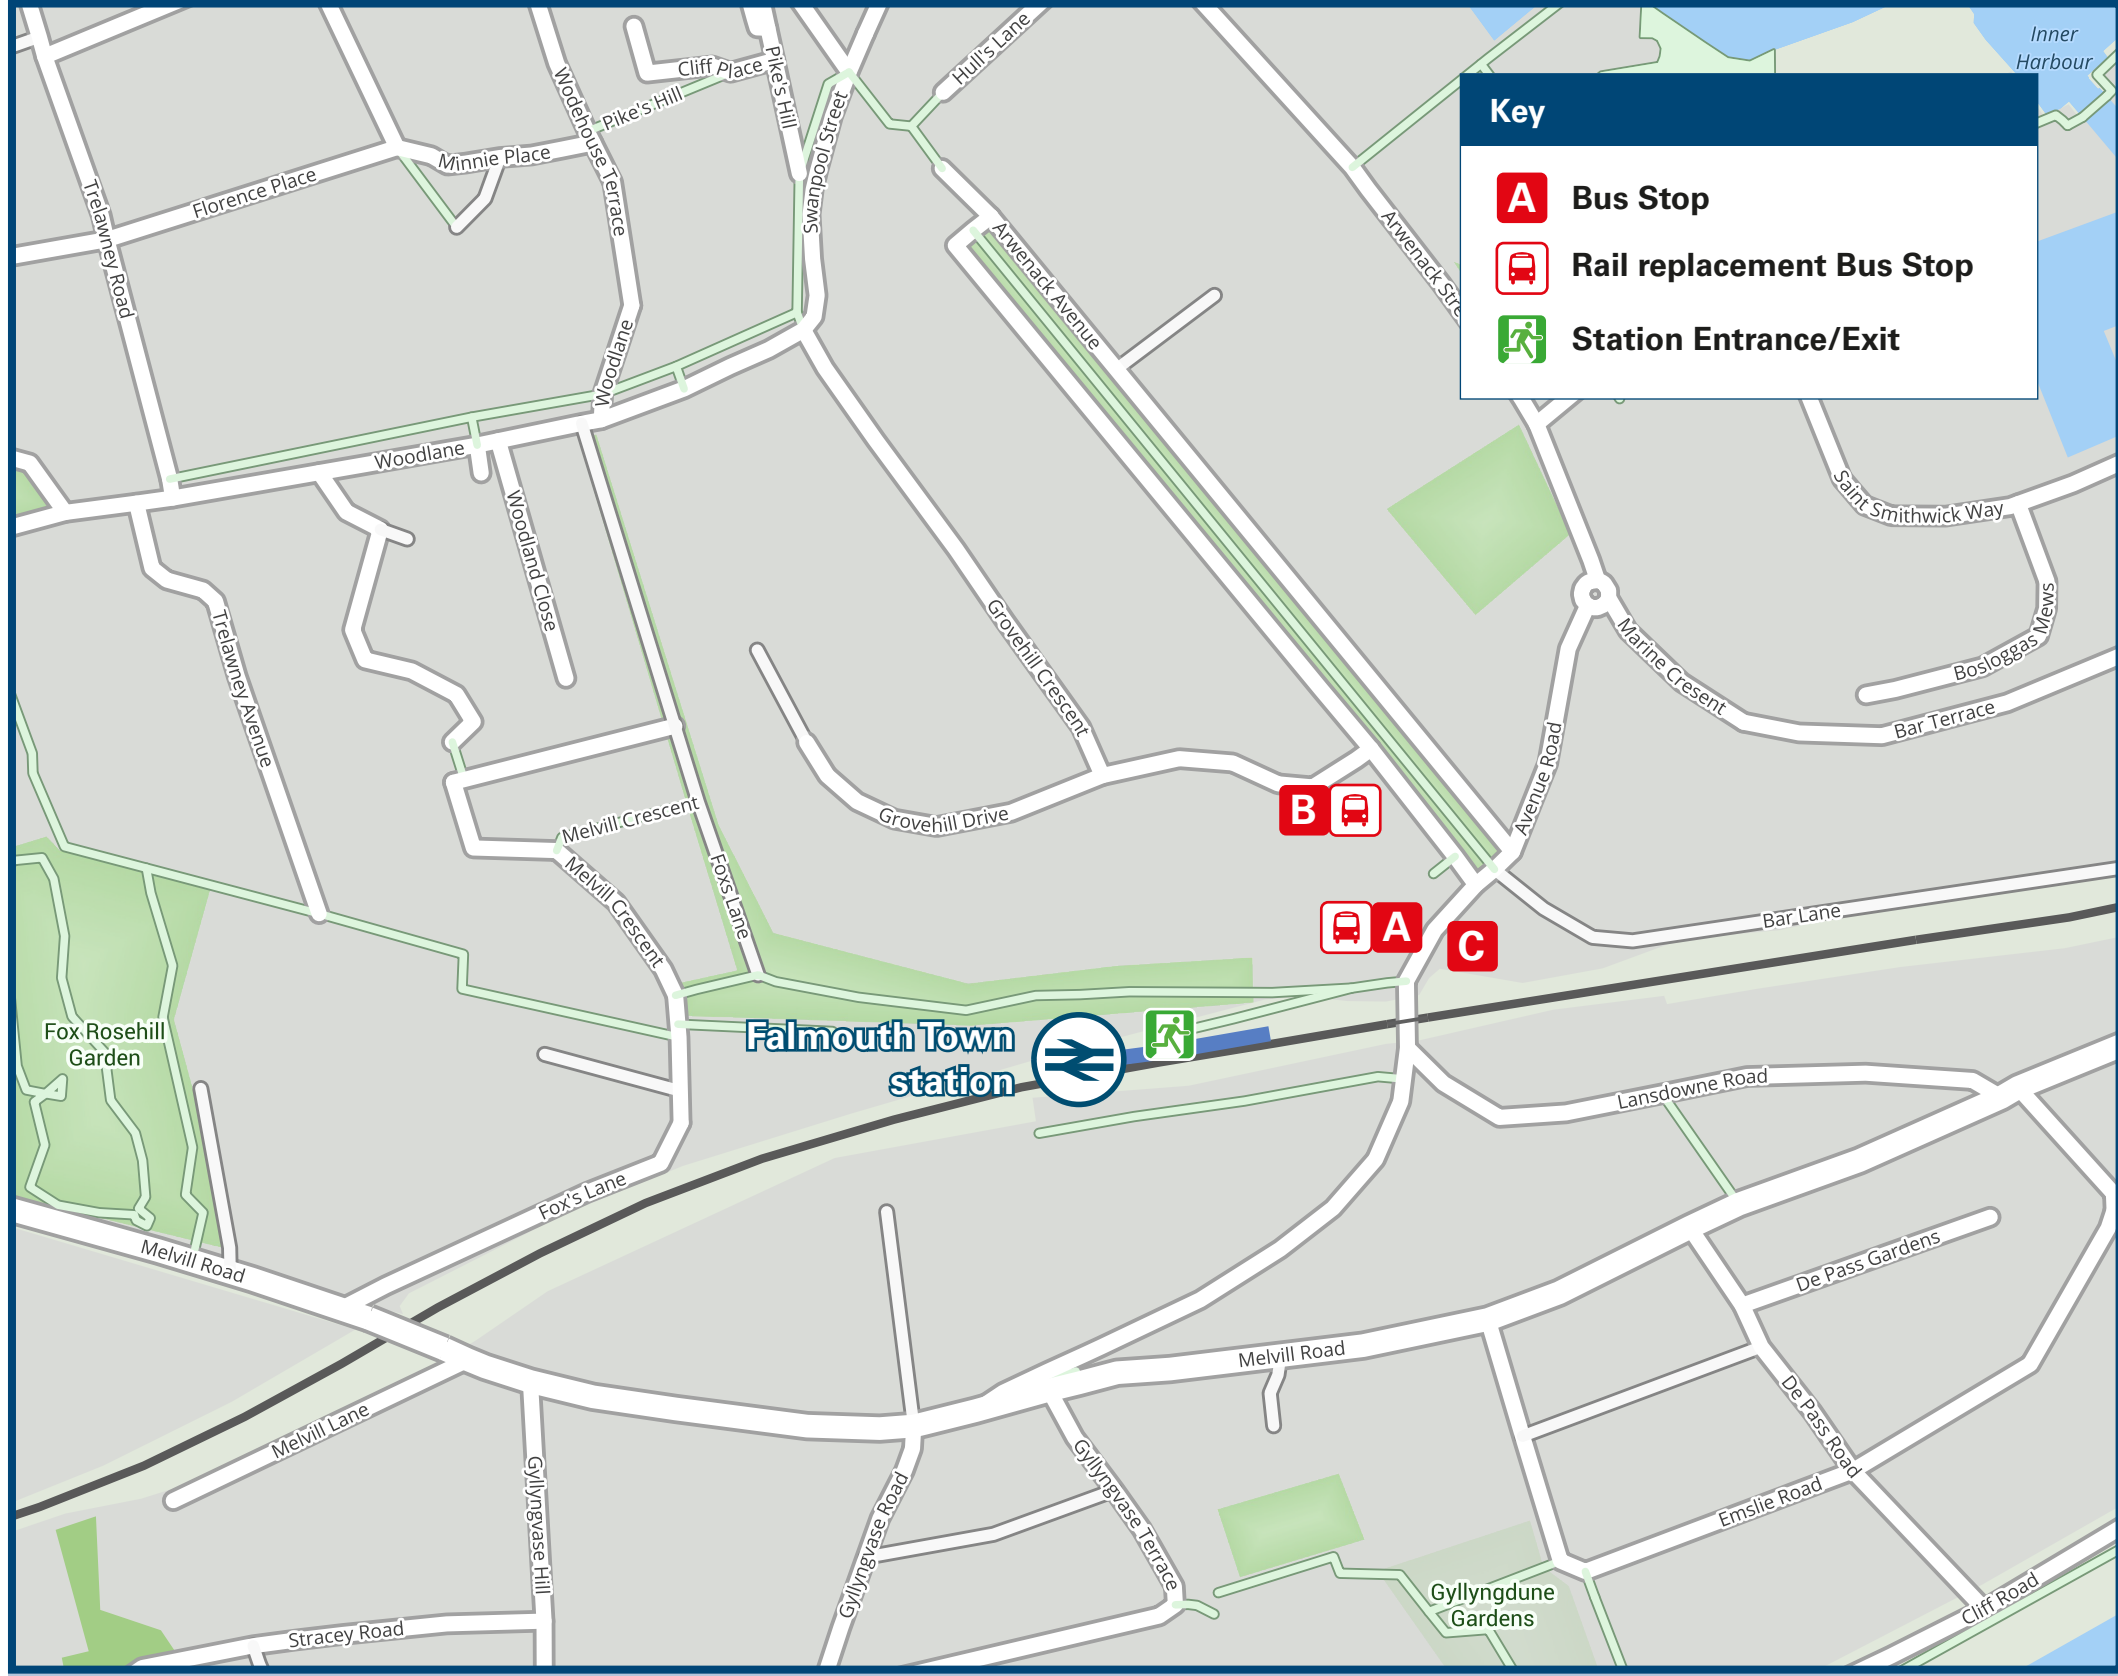 Inner
Harbour
Key
A Bus Stop
Rail replacement Bus Stop
Station Entrance/Exit
Hull's Lane
Cliff Place
Pike's Hill
Pike's Hill
Wodehouse Terrace
Minnie Place
Florence Place
Swanpool Street
Trelawney Road
Arwenack Avenue
Arwenack Stre
Woodlane
Woodlane
Woodland Close
Saint Smithwick Way
Bosloggas Mews
Marine Cresent
Bar Terrace
Trelawney Avenue
Grovehill Crescent
Avenue Road
Grovehill Drive
B
Melvill Crescent
Melvill Crescent
Foxs Lane
A
C
Bar Lane
Fox Rosehill
Garden
Falmouth Town
station
Lansdowne Road
Fox's Lane
Melvill Road
De Pass Gardens
Melvill Road
De Pass Road
Melvill Lane
Gyllyngvase Hill
Gyllyngvase Road
Gyllyngvase Terrace
Emslie Road
Gyllyngdune
Gardens
Cliff Road
Stracey Road